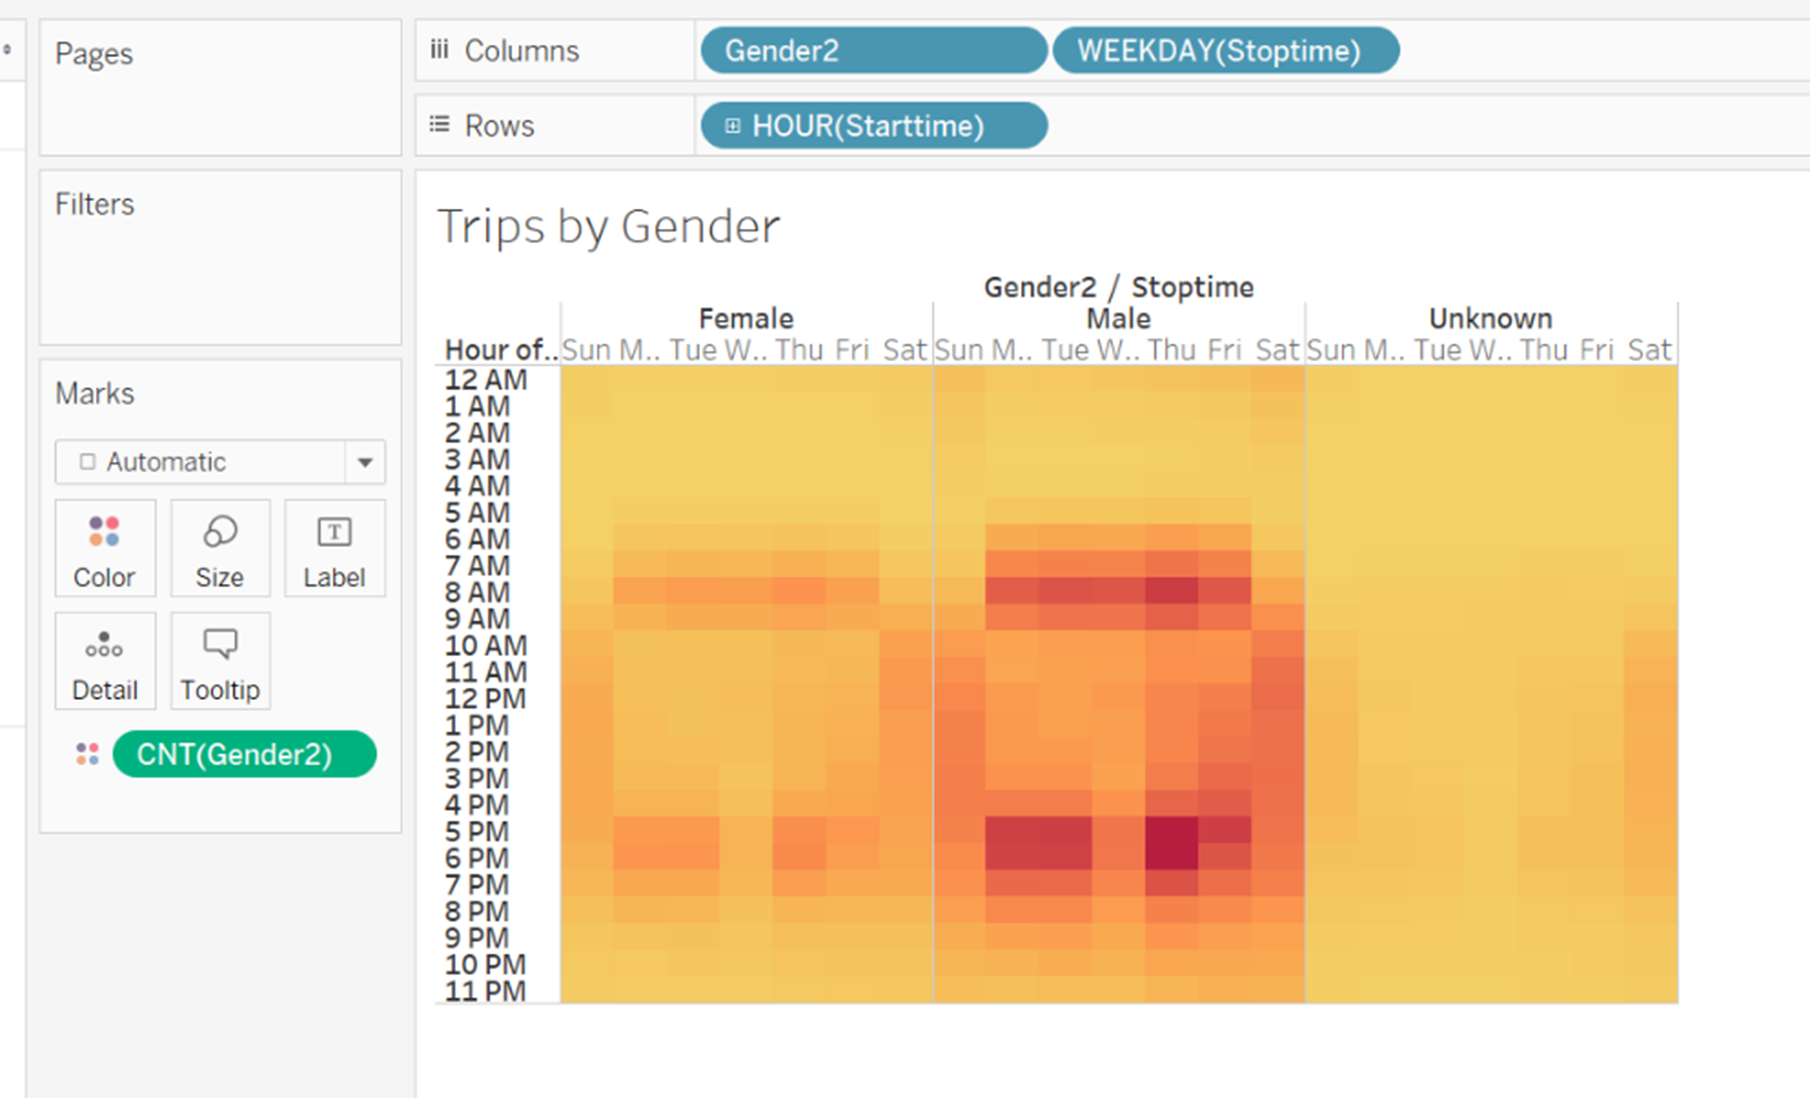 Pages
Columns Gender2 WEEKDAY(Stoptime)
Rows HOUR(Starttime)
Filters
Marks
Automatic
Color Size Label
Detail Tooltip
CNT(Gender2)
Trips by Gender
Gender2 / Stoptime
Female Male Unknown
Hour of.. Sun M.. Tue W.. Thu Fri Sat Sun M.. Tue W.. Thu Fri Sat Sun M.. Tue W.. Thu Fri Sat
12 AM
1 AM
2 AM
3 AM
4 AM
5 AM
6 AM
7 AM
8 AM
9 AM
10 AM
11 AM
12 PM
1 PM
2 PM
3 PM
4 PM
5 PM
6 PM
7 PM
8 PM
9 PM
10 PM
11 PM